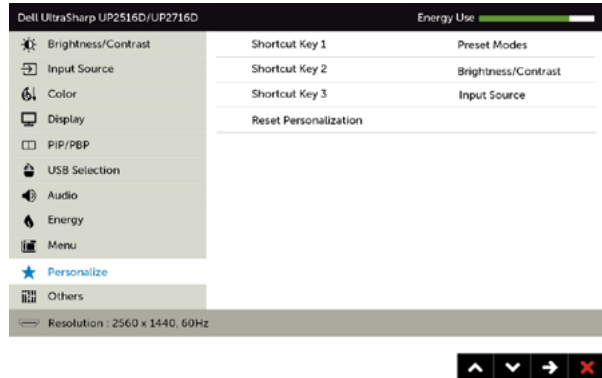 Dell UltraSharp UP2516D/UP2716D Energy Use
Brightness/Contrast Shortcut Key 1 Preset Modes
Input Source Shortcut Key 2 Brightness/Contrast
Color Shortcut Key 3 Input Source
Display Reset Personalization
PIP/PBP
USB Selection
Audio
Energy
Menu
Personalize
Others
Resolution : 2560 x 1440, 60Hz